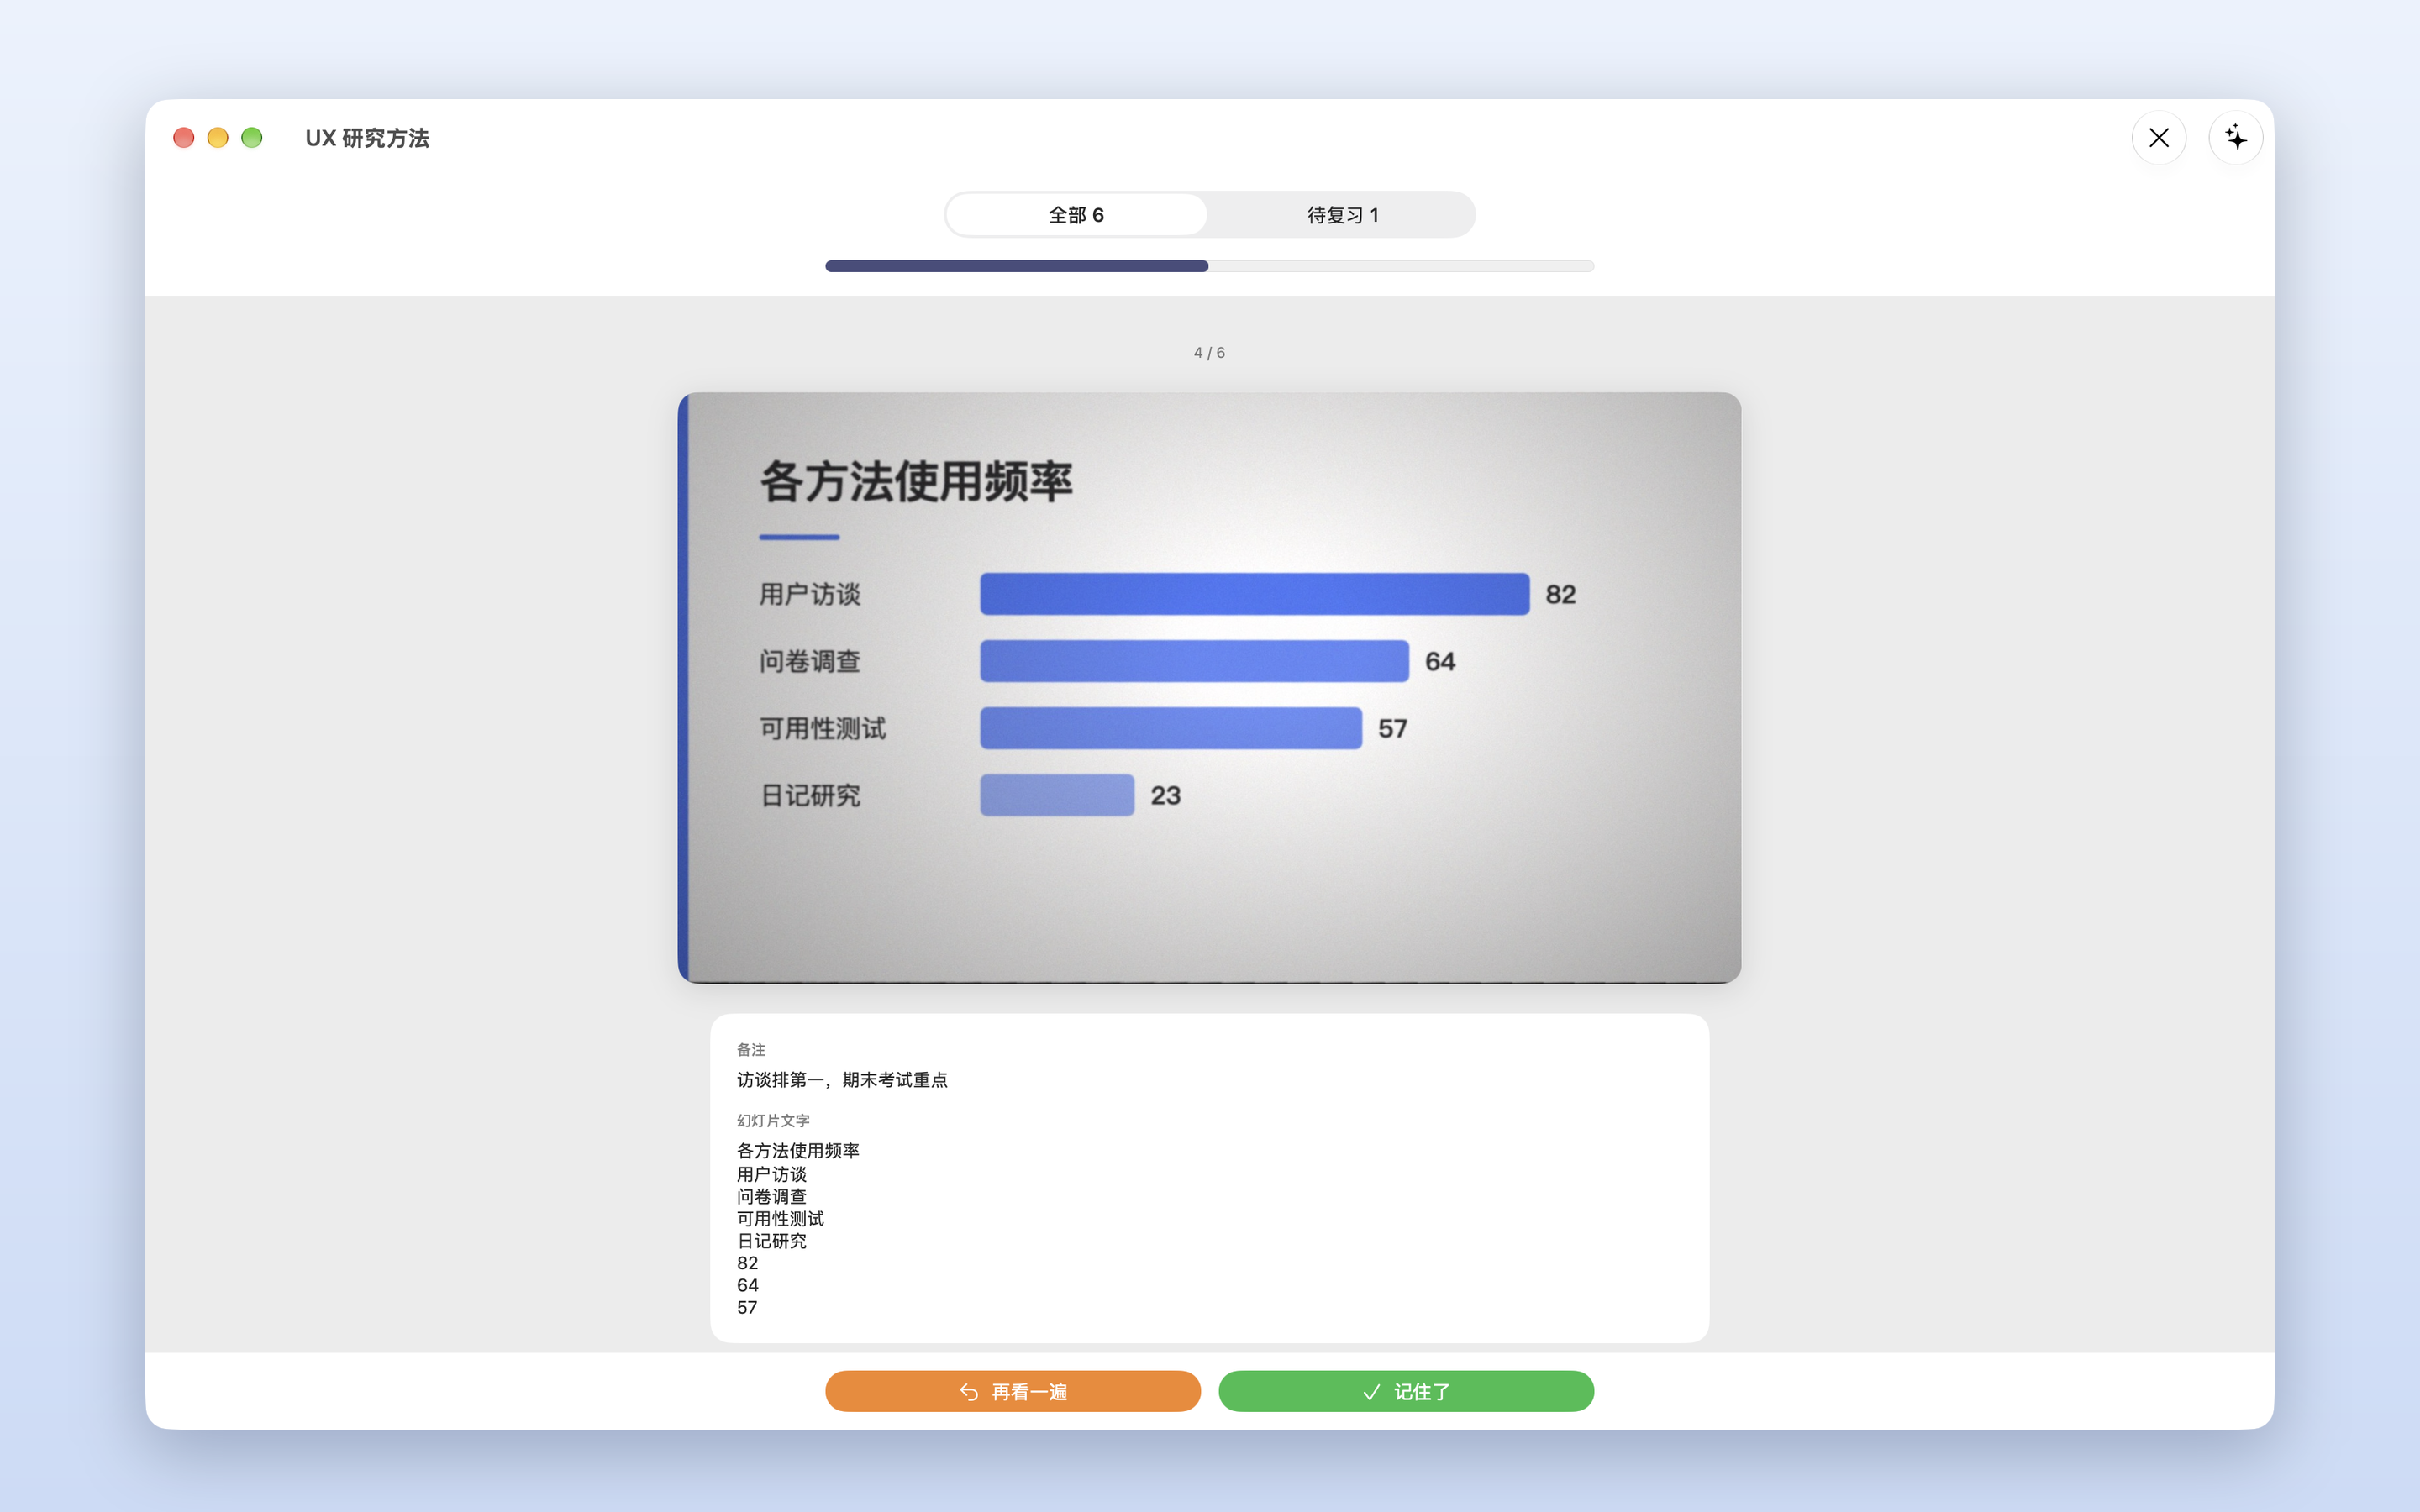 UX 研究方法
全部 6
待复习 1
4 / 6
各方法使用频率
用户访谈 82
问卷调查 64
可用性测试 57
日记研究 23
备注
访谈排第一，期末考试重点
幻灯片文字
各方法使用频率
用户访谈
问卷调查
可用性测试
日记研究
82
64
57
再看一遍
记住了